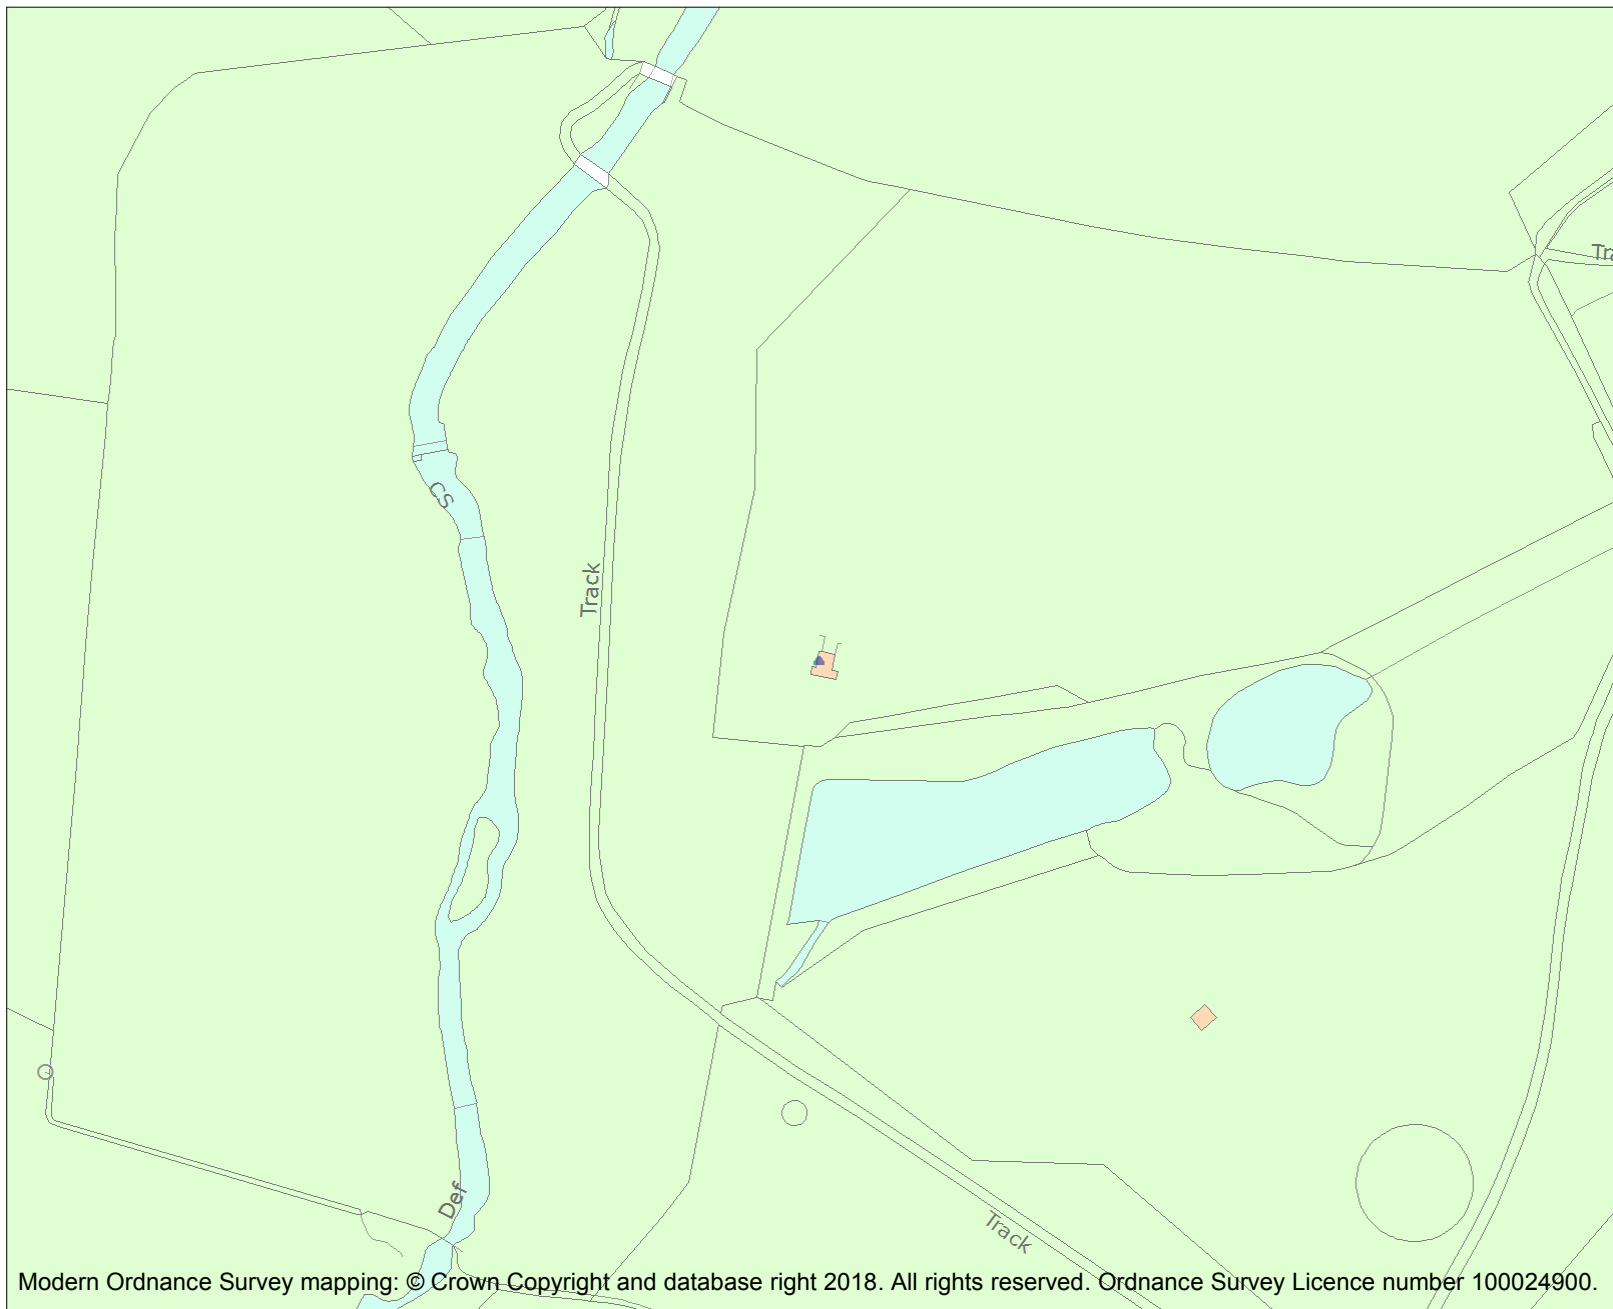 Tra
CS
Track
Def
Track
Modern Ordnance Survey mapping: © Crown Copyright and database right 2018. All rights reserved. Ordnance Survey Licence number 100024900.